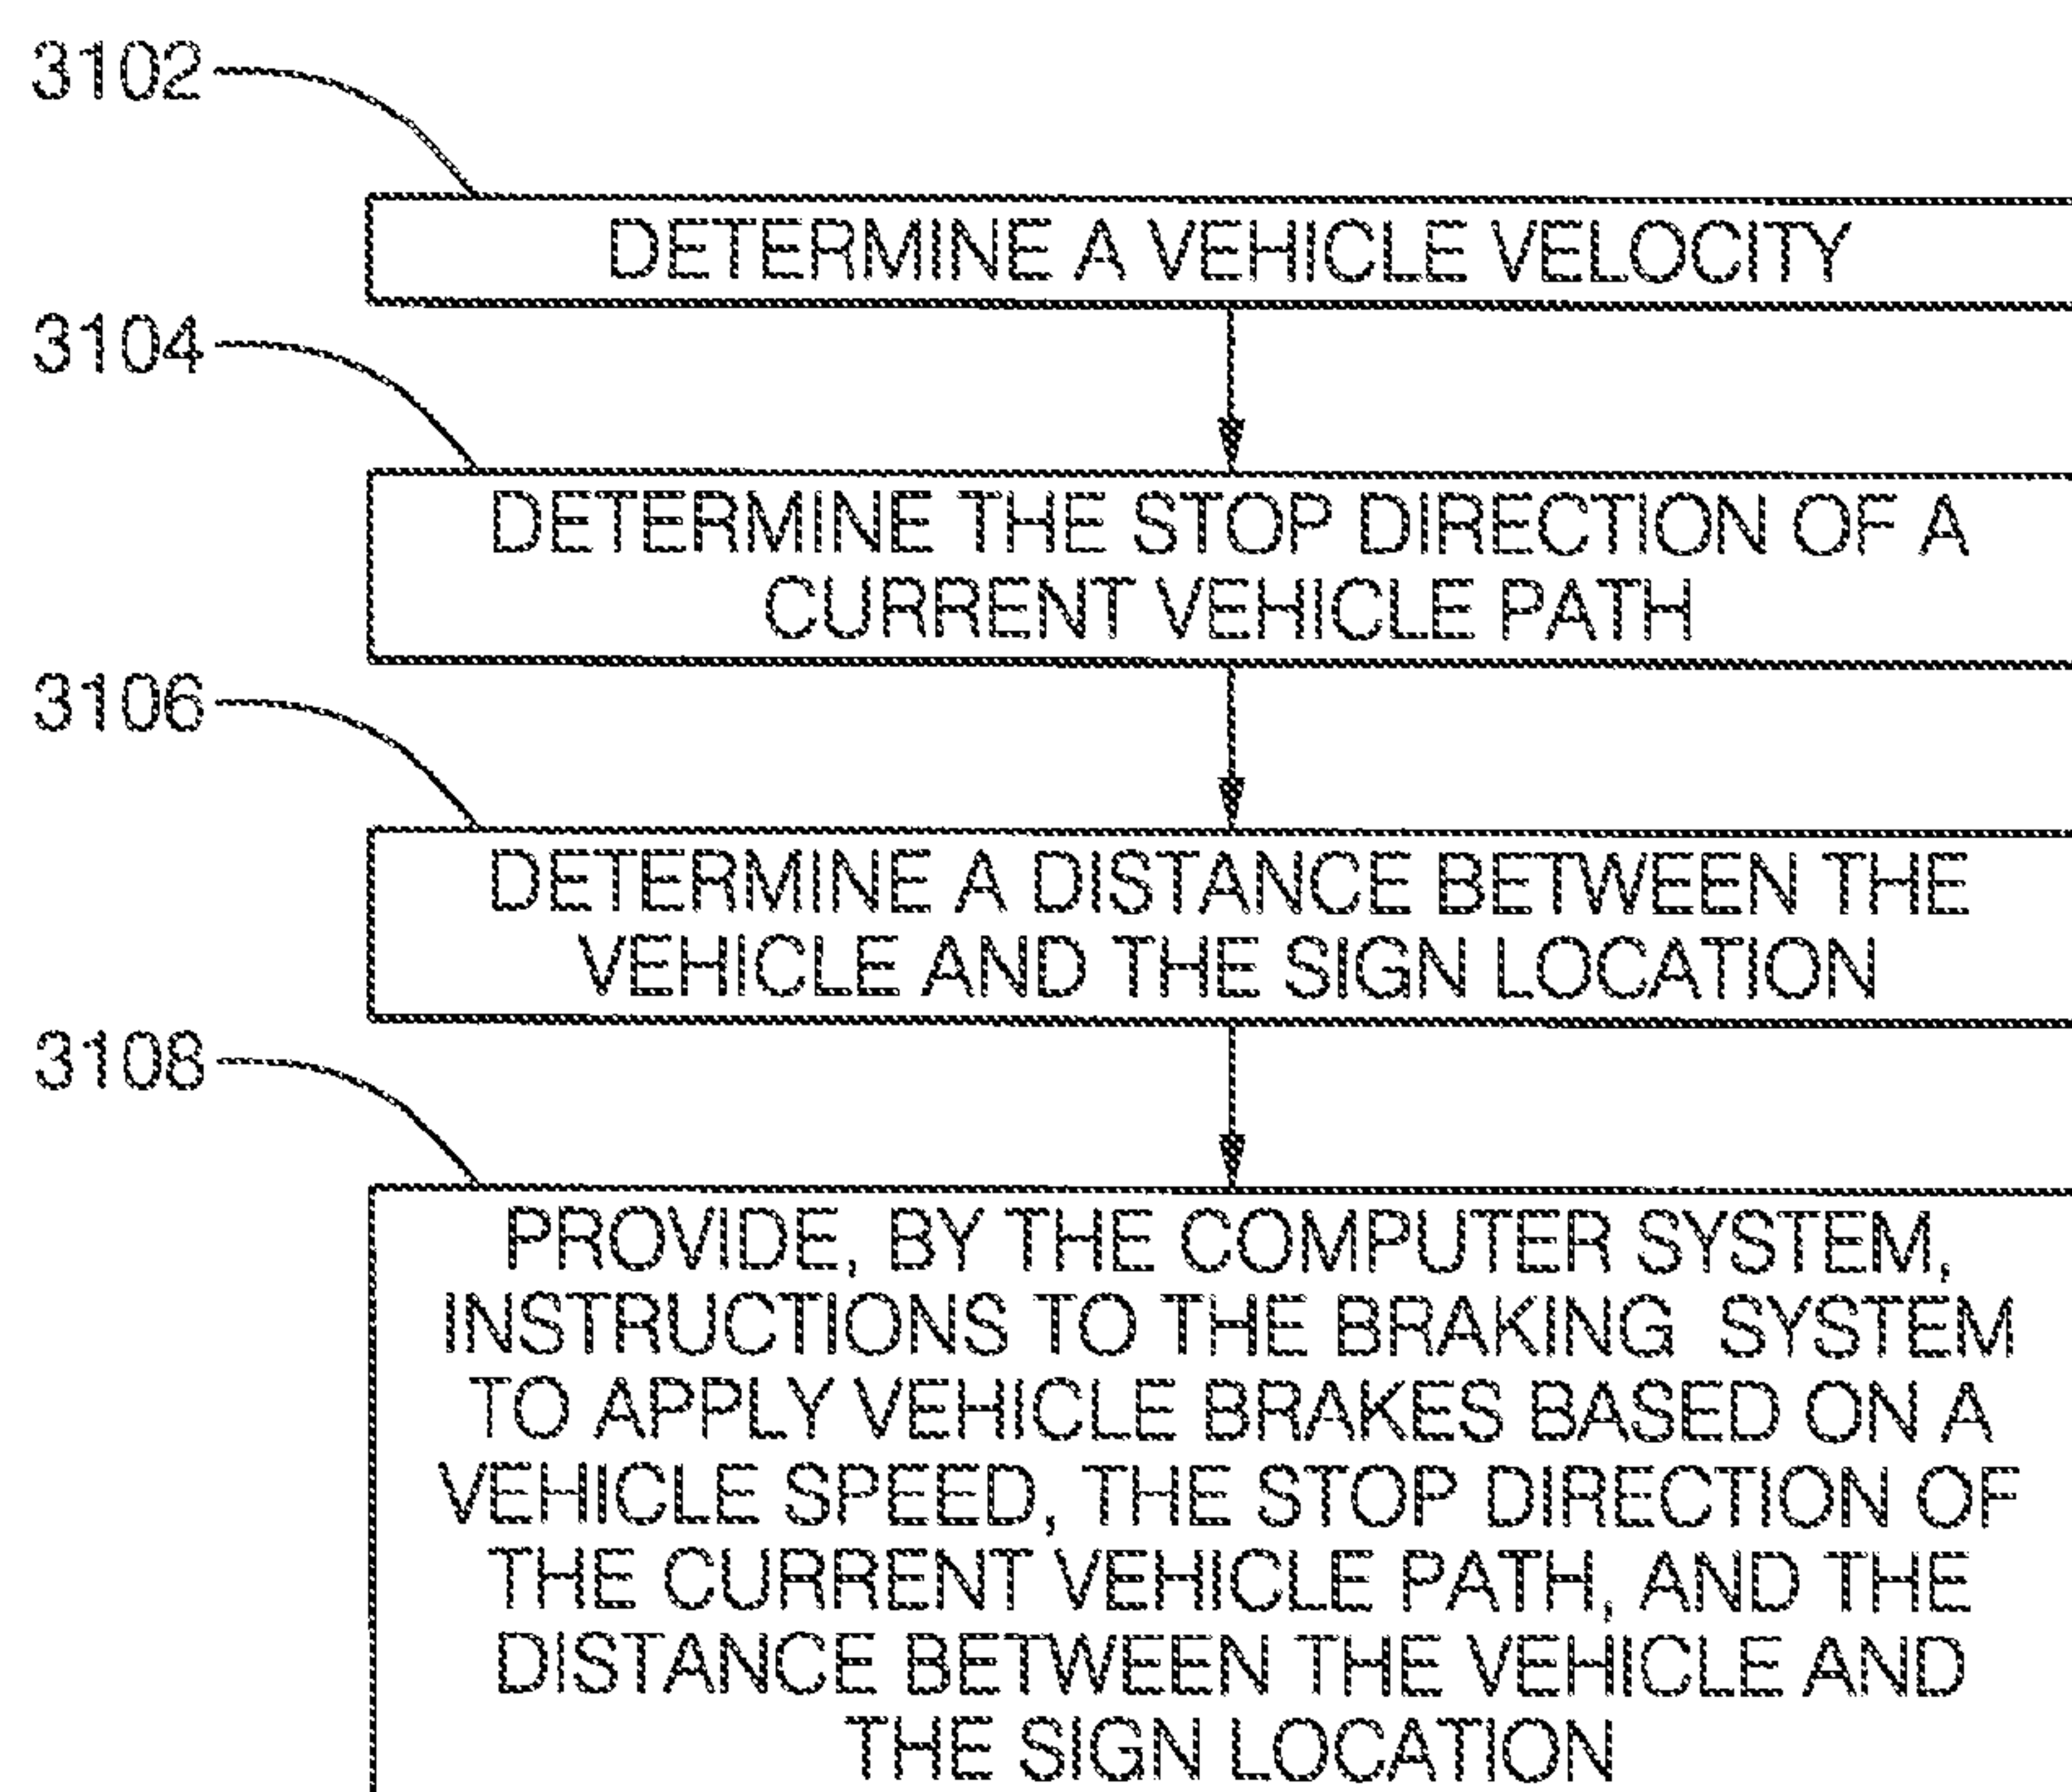 3102
DETERMINE A VEHICLE VELOCITY
3104
DETERMINE THE STOP DIRECTION OF A
CURRENT VEHICLE PATH
3106
DETERMINE A DISTANCE BETWEEN THE
VEHICLE AND THE SIGN LOCATION
3108
PROVIDE, BY THE COMPUTER SYSTEM,
INSTRUCTIONS TO THE BRAKING SYSTEM
TO APPLY VEHICLE BRAKES BASED ON A
VEHICLE SPEED, THE STOP DIRECTION OF
THE CURRENT VEHICLE PATH, AND THE
DISTANCE BETWEEN THE VEHICLE AND
THE SIGN LOCATION